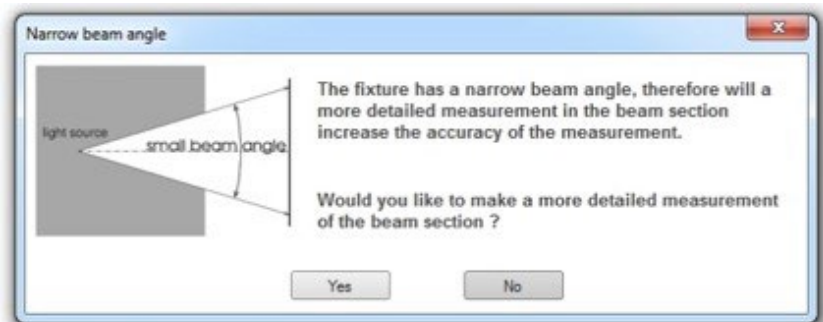 Narrow beam angle
x
The fixture has a narrow beam angle, therefore will a
more detailed measurement in the beam section
increase the accuracy of the measurement.
light source
small beam angle
Would you like to make a more detailed measurement
of the beam section ?
Yes
No